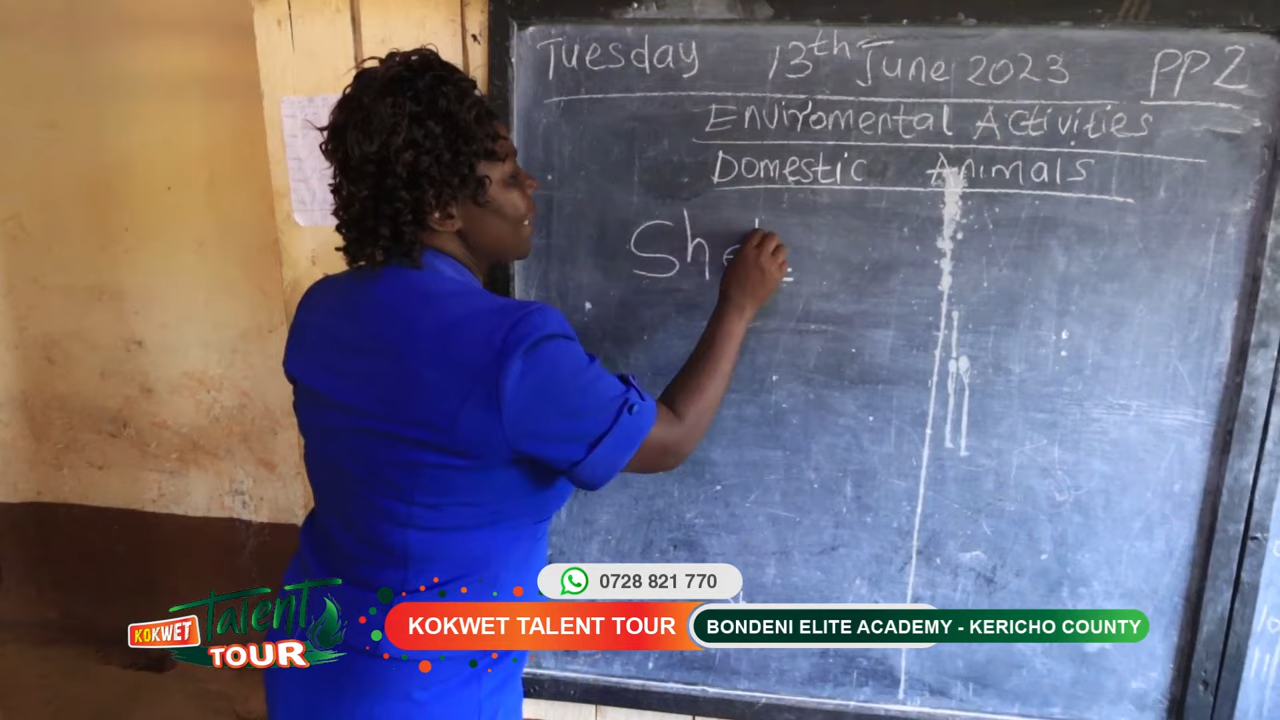 Tuesday 13th June 2023 PP2
Enviromental Activities
Domestic Animals
She
0728 821 770
KOKWET Talent TOUR
KOKWET TALENT TOUR
BONDENI ELITE ACADEMY - KERICHO COUNTY